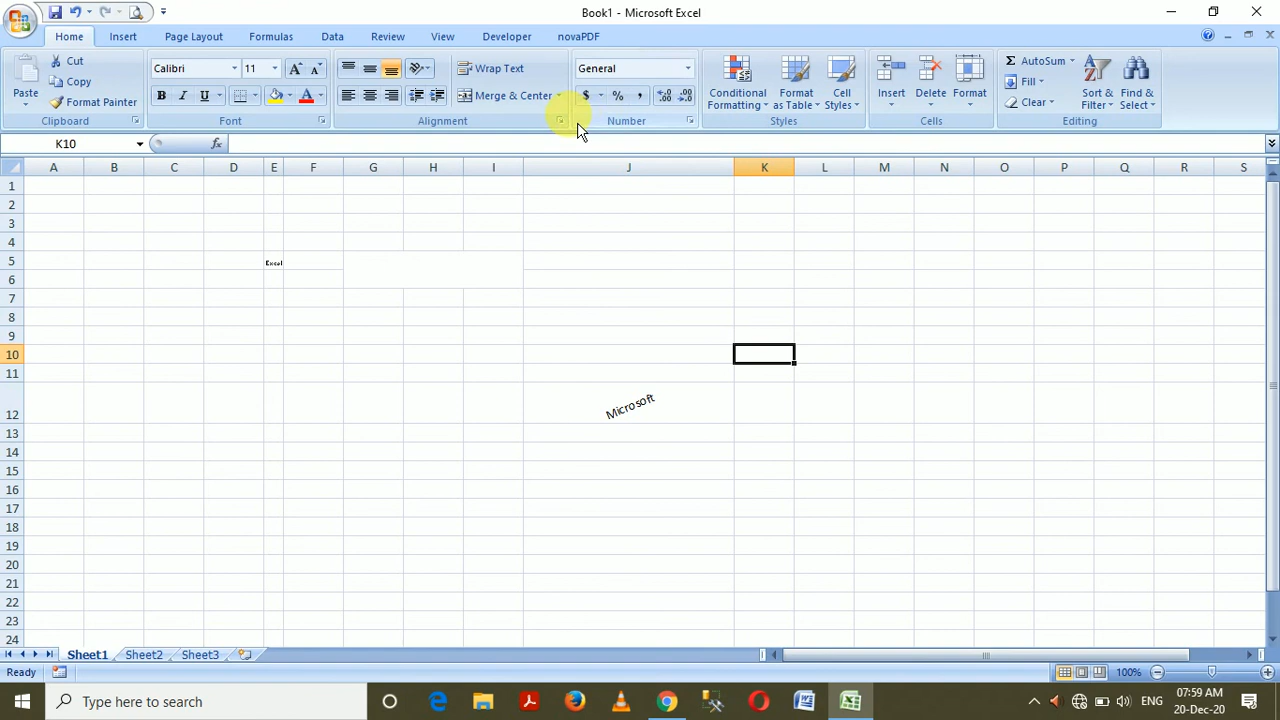 Book1 - Microsoft Excel
Home Insert Page Layout Formulas Data Review View Developer novaPDF
Paste
Cut
Copy
Format Painter
Clipboard
Calibri 11
B I U
Font
Wrap Text
Merge & Center
Alignment
General
$ % ,
Number
Conditional Formatting
Format as Table
Cell Styles
Styles
Insert Delete Format
Cells
AutoSum
Fill
Clear
Sort & Filter
Find & Select
Editing
K10 fx
A B C D E F G H I J K L M N O P Q R S
1
2
3
4
5 Excel
6
7
8
9
10
11
12 Microsoft
13
14
15
16
17
18
19
20
21
22
23
24
Sheet1 Sheet2 Sheet3
Ready 100%
Type here to search
ENG
07:59 AM
20-Dec-20